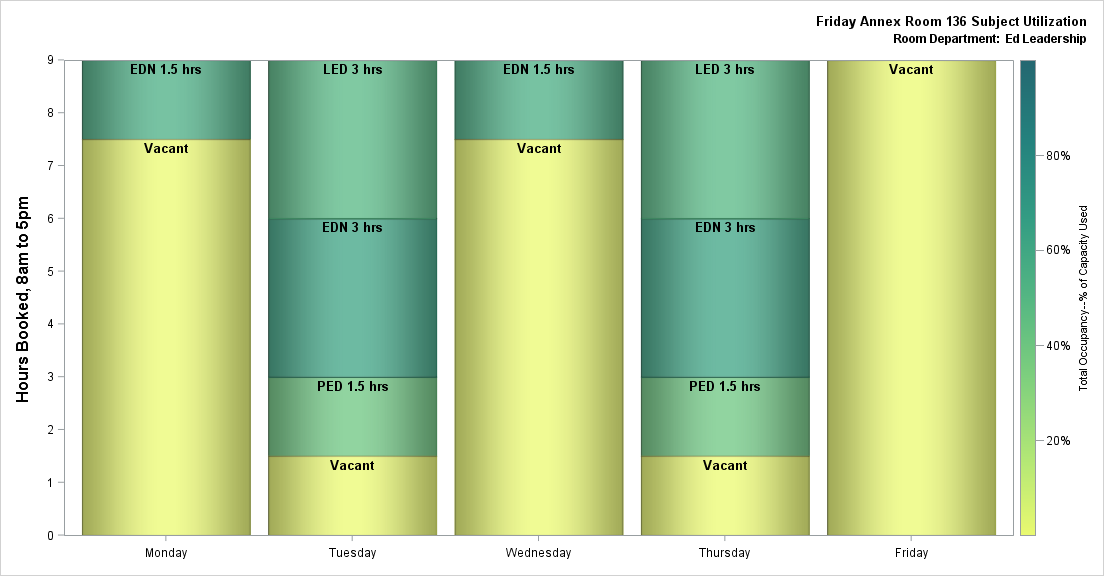 Friday Annex Room 136 Subject Utilization
Room Department: Ed Leadership
Hours Booked, 8am to 5pm
9
8
7
6
5
4
3
2
1
0
EDN 1.5 hrs
Vacant
LED 3 hrs
EDN 3 hrs
PED 1.5 hrs
Vacant
EDN 1.5 hrs
Vacant
LED 3 hrs
EDN 3 hrs
PED 1.5 hrs
Vacant
Vacant
Monday
Tuesday
Wednesday
Thursday
Friday
80%
60%
40%
20%
Total Occupancy--% of Capacity Used